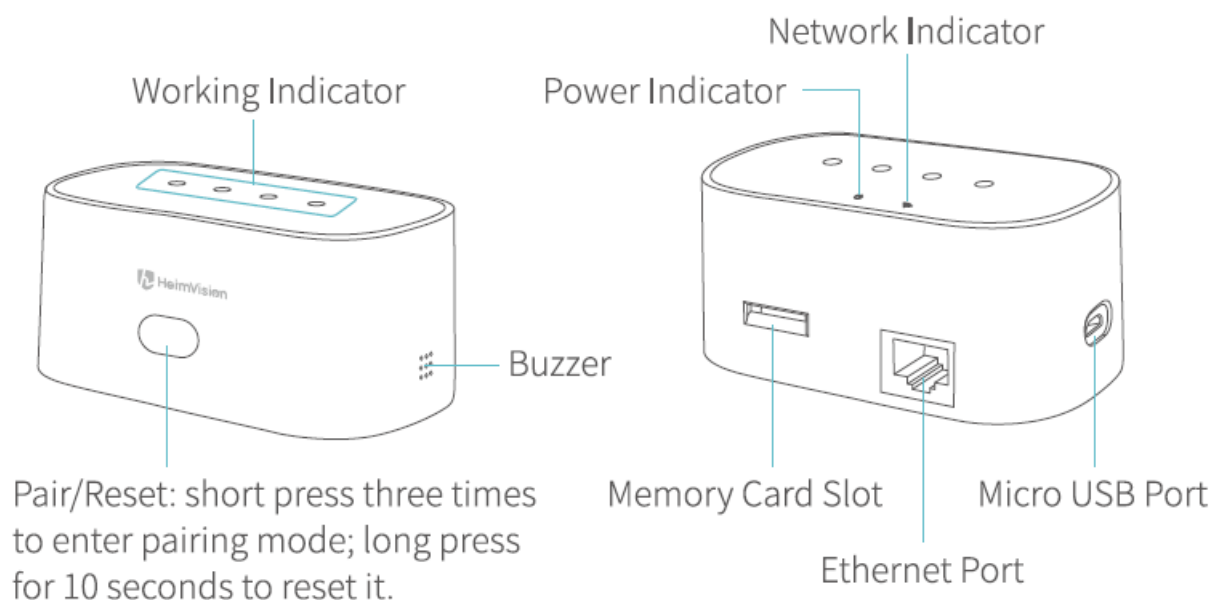 Network Indicator
Working Indicator
Power Indicator
HeimVision
Buzzer
Pair/Reset: short press three times
to enter pairing mode; long press
for 10 seconds to reset it.
Memory Card Slot
Micro USB Port
Ethernet Port